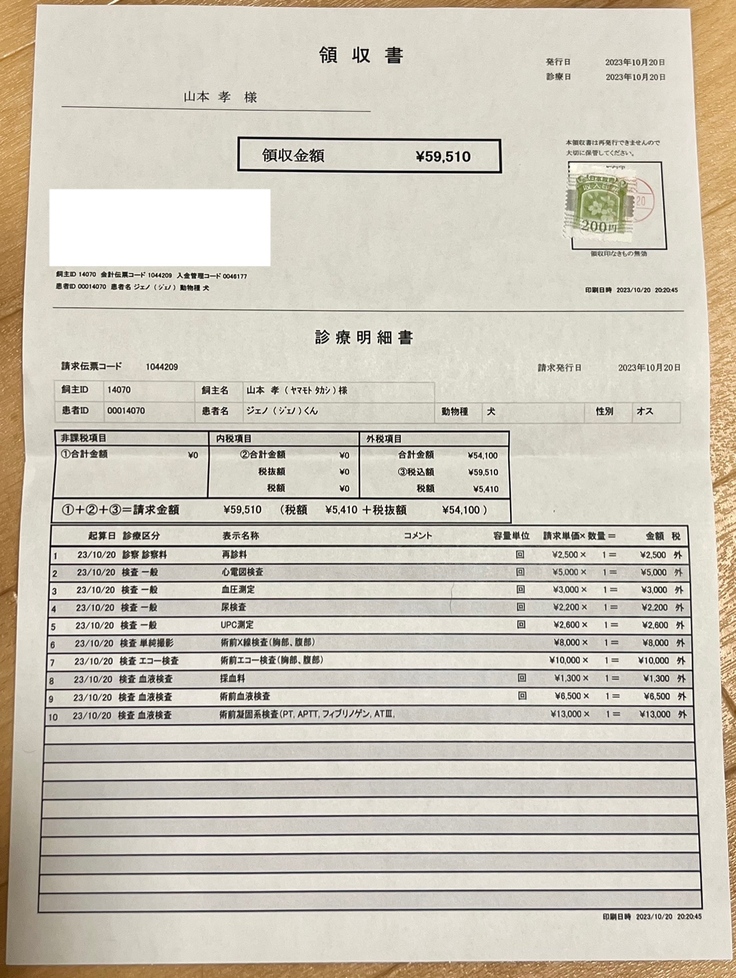 領収書
発行日 2023年10月20日
診療日 2023年10月20日
山本 孝 様
領収金額 ¥59,510
本領収書は再発行できませんので
大切に保管してください。
200円
20
領収印なきもの無効
飼主ID 14070 会計伝票コード 1044209 入金管理コード 0046177
患者ID 00014070 患者名 ジェノ (ジェノ) 動物種 犬
印刷日時 2023/10/20 20:20:45
診療明細書
請求伝票コード 1044209
請求発行日 2023年10月20日
飼主ID 14070 飼主名 山本 孝 (ヤマモト タカシ) 様
患者ID 00014070 患者名 ジェノ (ジェノ) くん 動物種 犬 性別 オス
非課税項目 内税項目 外税項目
①合計金額 ¥0 ②合計金額 ¥0 合計金額 ¥54,100
税抜額 ¥0 ③税込額 ¥59,510
税額 ¥0 税額 ¥5,410
①+②+③=請求金額 ¥59,510 (税額 ¥5,410 +税抜額 ¥54,100 )
起算日 診療区分 表示名称 コメント 容量単位 請求単価× 数量 = 金額 税
1 23/10/20 診察 診察料 再診料 回 ¥2,500 × 1 = ¥2,500 外
2 23/10/20 検査 一般 心電図検査 回 ¥5,000 × 1 = ¥5,000 外
3 23/10/20 検査 一般 血圧測定 回 ¥3,000 × 1 = ¥3,000 外
4 23/10/20 検査 一般 尿検査 回 ¥2,200 × 1 = ¥2,200 外
5 23/10/20 検査 一般 UPC測定 回 ¥2,600 × 1 = ¥2,600 外
6 23/10/20 検査 単純撮影 術前X線検査(胸部、腹部) ¥8,000 × 1 = ¥8,000 外
7 23/10/20 検査 エコー検査 術前エコー検査(胸部、腹部) ¥10,000 × 1 = ¥10,000 外
8 23/10/20 検査 血液検査 採血料 回 ¥1,300 × 1 = ¥1,300 外
9 23/10/20 検査 血液検査 術前血液検査 回 ¥6,500 × 1 = ¥6,500 外
10 23/10/20 検査 血液検査 術前凝固系検査(PT, APTT, フィブリノゲン, ATⅢ, ¥13,000 × 1 = ¥13,000 外
印刷日時 2023/10/20 20:20:45